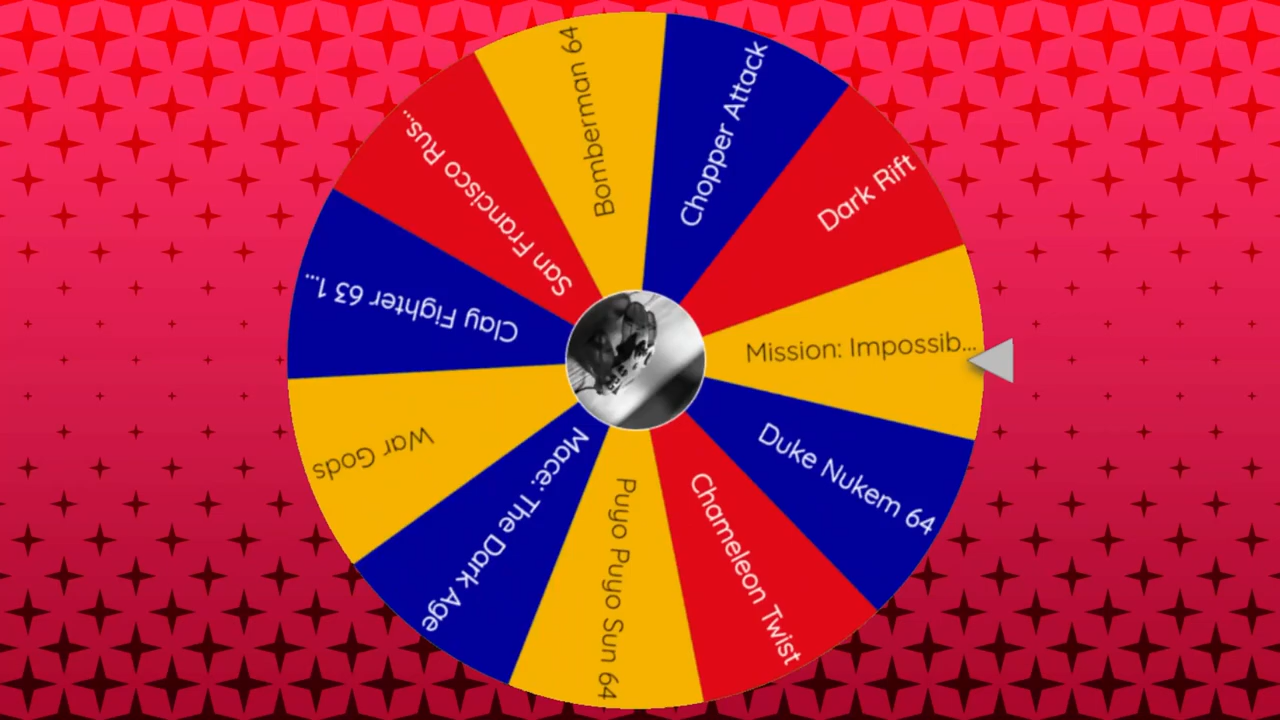 Bomberman 64
Chopper Attack
Dark Rift
Mission: Impossib...
Duke Nukem 64
Chameleon Twist
Puyo Puyo Sun 64
Mace: The Dark Age
War Gods
Clay Fighter 63 1...
San Francisco Rus...